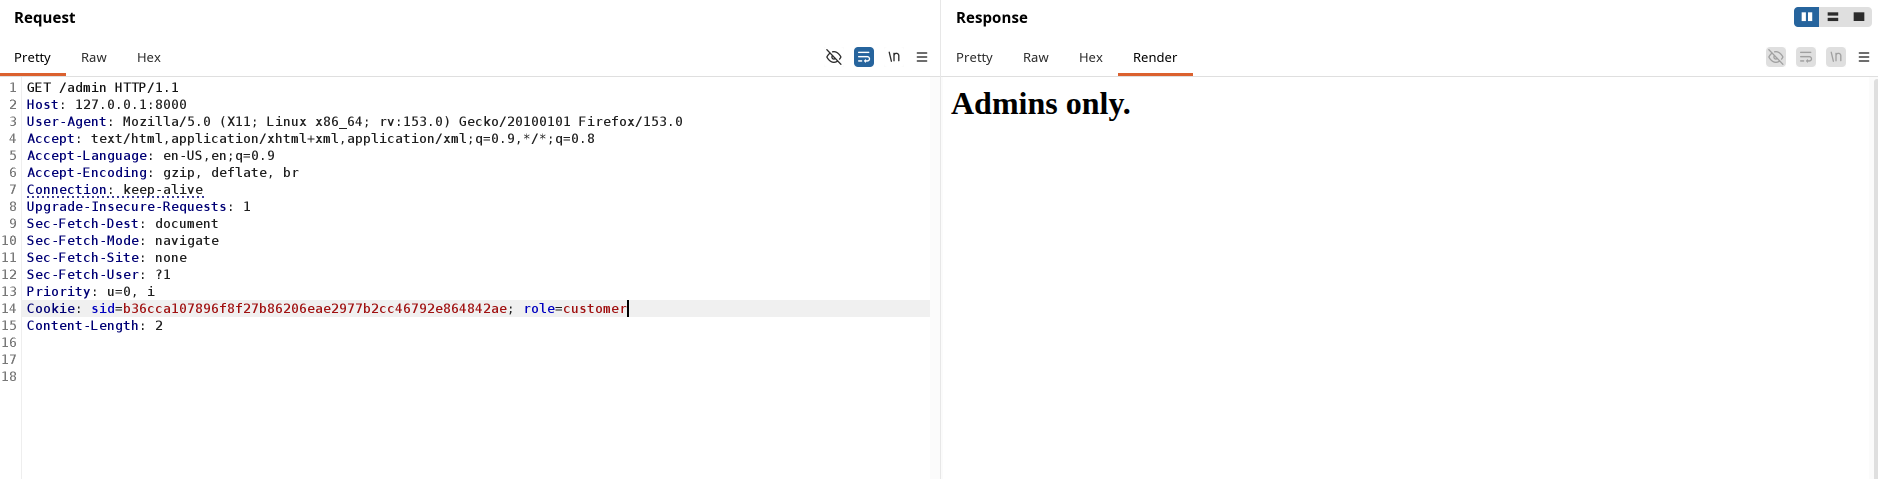 Request
Pretty Raw Hex \n
1 GET /admin HTTP/1.1
2 Host: 127.0.0.1:8000
3 User-Agent: Mozilla/5.0 (X11; Linux x86_64; rv:153.0) Gecko/20100101 Firefox/153.0
4 Accept: text/html,application/xhtml+xml,application/xml;q=0.9,*/*;q=0.8
5 Accept-Language: en-US,en;q=0.9
6 Accept-Encoding: gzip, deflate, br
7 Connection: keep-alive
8 Upgrade-Insecure-Requests: 1
9 Sec-Fetch-Dest: document
10 Sec-Fetch-Mode: navigate
11 Sec-Fetch-Site: none
12 Sec-Fetch-User: ?1
13 Priority: u=0, i
14 Cookie: sid=b36cca107896f8f27b86206eae2977b2cc46792e864842ae; role=customer
15 Content-Length: 2
16
17
18
Response
Pretty Raw Hex Render \n
Admins only.